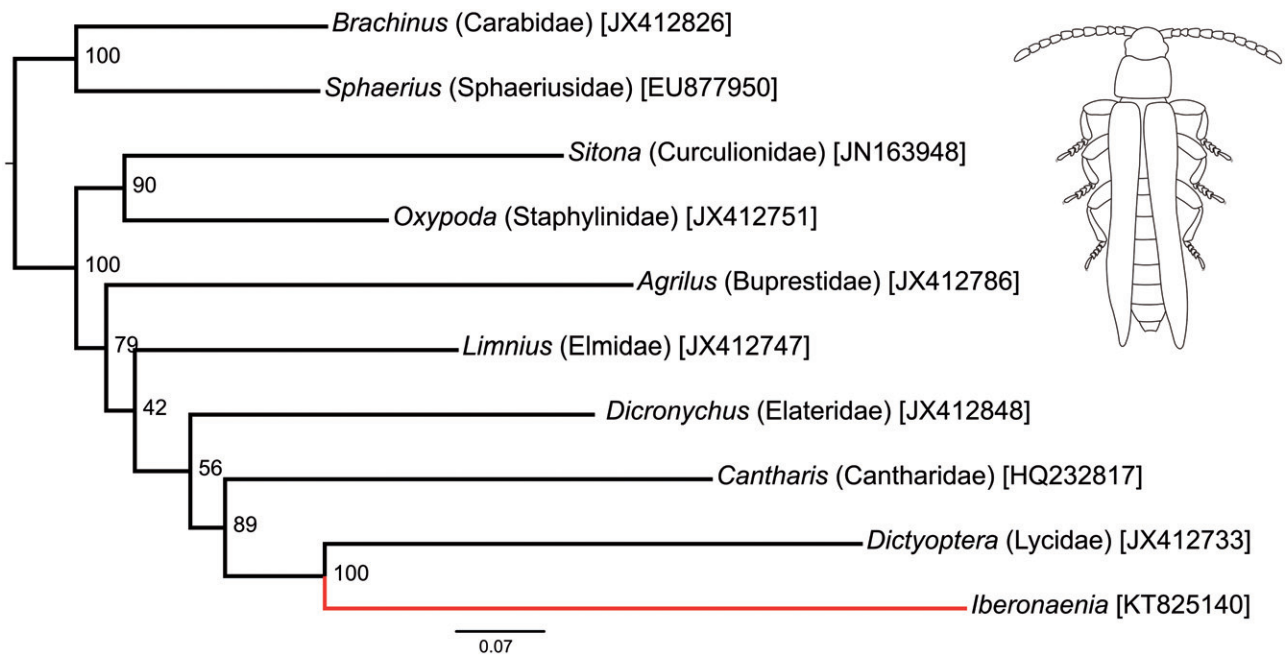 Brachinus (Carabidae) [JX412826]
100
Sphaerius (Sphaeriusidae) [EU877950]
Sitona (Curculionidae) [JN163948]
90
Oxypoda (Staphylinidae) [JX412751]
100
Agrilus (Buprestidae) [JX412786]
79
Limnius (Elmidae) [JX412747]
42
Dicronychus (Elateridae) [JX412848]
56
Cantharis (Cantharidae) [HQ232817]
89
Dictyoptera (Lycidae) [JX412733]
100
Iberonaenia [KT825140]
0.07